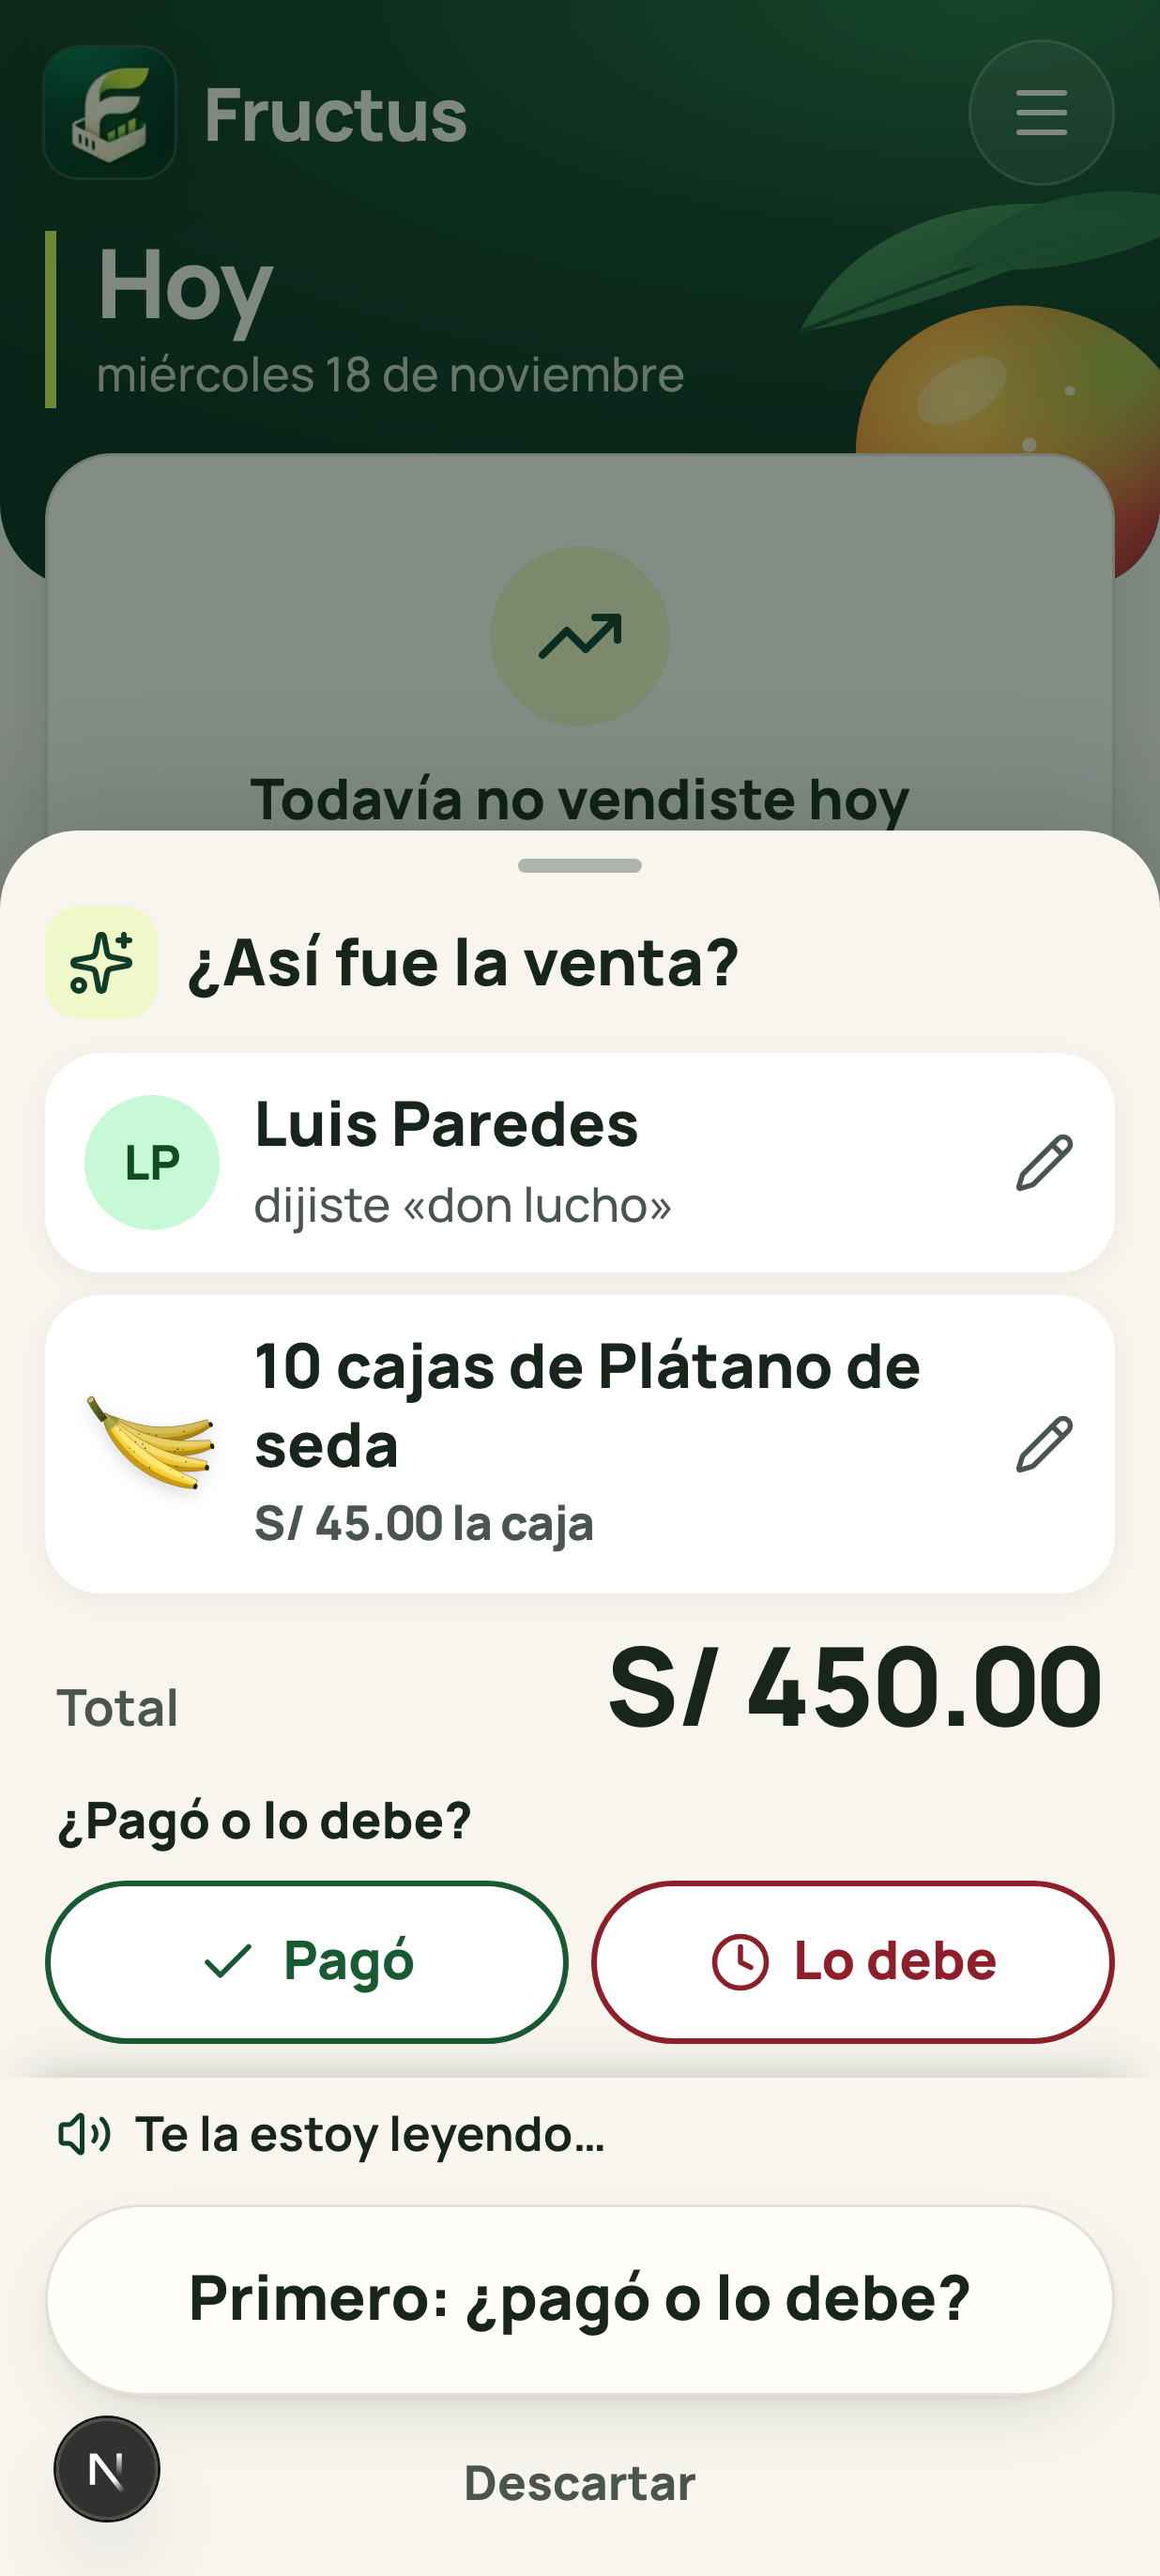 Fructus
Hoy
miércoles 18 de noviembre
Todavía no vendiste hoy
¿Así fue la venta?
LP
Luis Paredes
dijiste «don lucho»
10 cajas de Plátano de
seda
S/ 45.00 la caja
Total
S/ 450.00
¿Pagó o lo debe?
Pagó
Lo debe
Te la estoy leyendo…
Primero: ¿pagó o lo debe?
N
Descartar